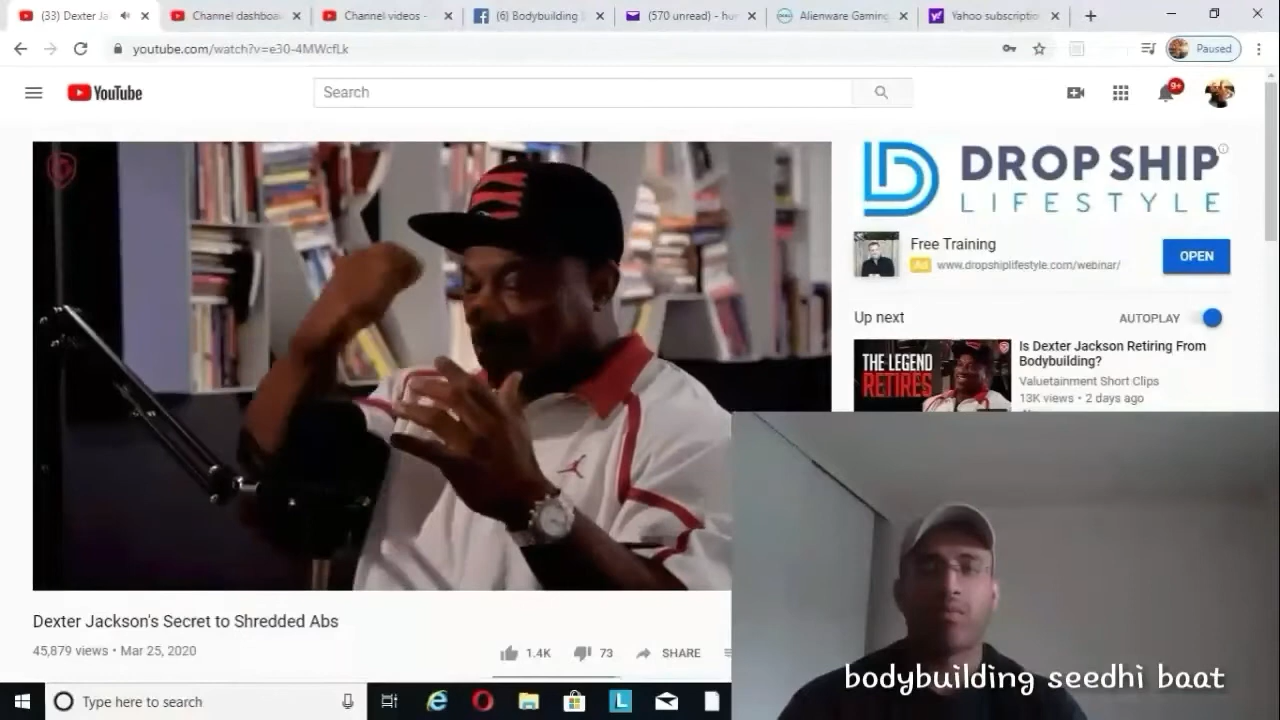 (33) Dexter Ja
Channel dashboa
Channel videos -
(6) Bodybuilding
(570 unread) - hu
Alienware Gaming
Yahoo subscriptio
youtube.com/watch?v=e30-4MWcfLk
Paused
YouTube
Search
9+
DROP SHIP
LIFESTYLE
Free Training
Ad www.dropshiplifestyle.com/webinar/
OPEN
Up next
AUTOPLAY
THE LEGEND
RETIRES
Is Dexter Jackson Retiring From
Bodybuilding?
Valuetainment Short Clips
13K views • 2 days ago
Dexter Jackson's Secret to Shredded Abs
45,879 views • Mar 25, 2020
1.4K
73
SHARE
bodybuilding seedhi baat
Type here to search